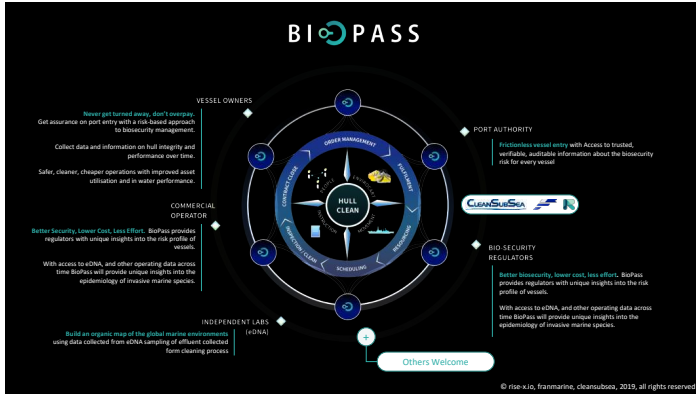 BIOPASS
VESSEL OWNERS
Never get turned away, don't overpay.
Get assurance on port entry with a risk-based approach
to biosecurity management.
Collect data and information on hull integrity and
performance over time.
Safer, cleaner, cheaper operations with improved asset
utilisation and in water performance.
COMMERCIAL
OPERATOR
Better Security, Lower Cost, Less Effort. BioPass provides
regulators with unique insights into the risk profile of
vessels.
With access to eDNA, and other operating data across
time BioPass will provide unique insights into the
epidemiology of invasive marine species.
INDEPENDENT LABS
(eDNA)
Build an organic map of the global marine environments
using data collected from eDNA sampling of effluent collected
form cleaning process
ORDER MANAGEMENT
FULFILMENT
RESOURCING
SCHEDULING
INSPECTION / CLEAN
CONTRACT CLOSE
PEOPLE
EQUIPMENT
MOVEMENT
INSTRUCTION
HULL
CLEAN
PORT AUTHORITY
Frictionless vessel entry with Access to trusted,
verifiable, auditable information about the biosecurity
risk for every vessel
CLEANSUBSEA
BIO-SECURITY
REGULATORS
Better biosecurity, lower cost, less effort. BioPass
provides regulators with unique insights into the risk
profile of vessels.
With access to eDNA, and other operating data across
time BioPass will provide unique insights into the
epidemiology of invasive marine species.
+
Others Welcome
© rise-x.io, franmarine, cleansubsea, 2019, all rights reserved